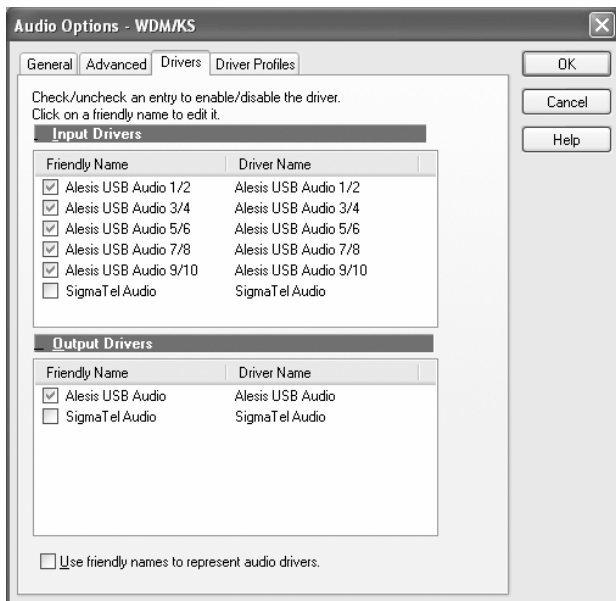 Audio Options - WDM/KS
General Advanced Drivers Driver Profiles
OK
Cancel
Help
Check/uncheck an entry to enable/disable the driver.
Click on a friendly name to edit it.
Input Drivers
Friendly Name Driver Name
Alesis USB Audio 1/2 Alesis USB Audio 1/2
Alesis USB Audio 3/4 Alesis USB Audio 3/4
Alesis USB Audio 5/6 Alesis USB Audio 5/6
Alesis USB Audio 7/8 Alesis USB Audio 7/8
Alesis USB Audio 9/10 Alesis USB Audio 9/10
SigmaTel Audio SigmaTel Audio
Output Drivers
Friendly Name Driver Name
Alesis USB Audio Alesis USB Audio
SigmaTel Audio SigmaTel Audio
Use friendly names to represent audio drivers.